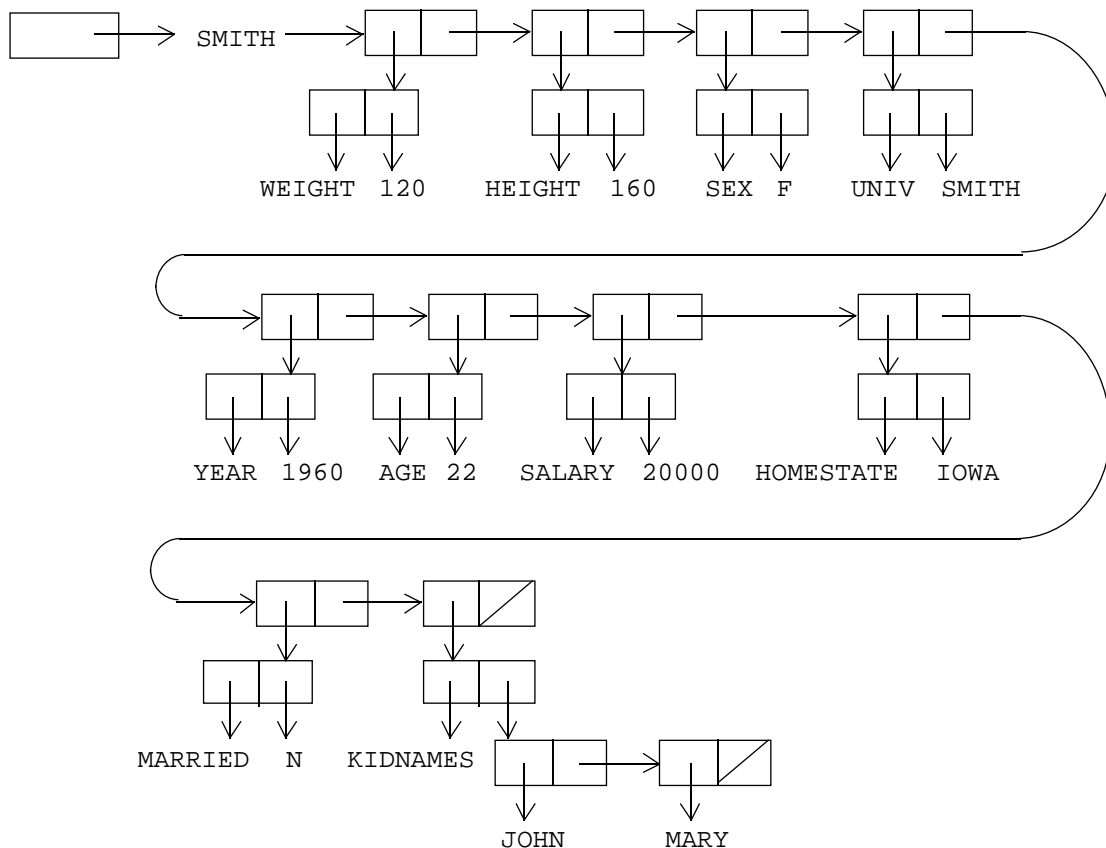 SMITH
WEIGHT 120 HEIGHT 160 SEX F UNIV SMITH
YEAR 1960 AGE 22 SALARY 20000 HOMESTATE IOWA
MARRIED N KIDNAMES
JOHN MARY